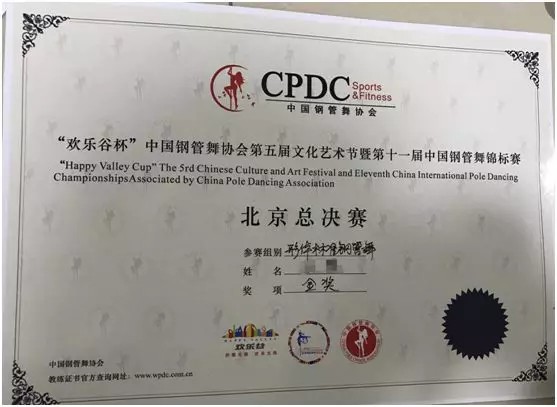 CPDC Sports & Fitness
中国钢管舞协会
“欢乐谷杯”中国钢管舞协会第五届文化艺术节暨第十一届中国钢管舞锦标赛
“Happy Valley Cup” The 5rd Chinese Culture and Art Festival and Eleventh China International Pole Dancing
ChampionshipsAssociated by China Pole Dancing Association
北京总决赛
参赛组别
姓 名
奖 项 金奖
HAPPY VALLEY
欢乐谷
中国钢管舞协会
教练证书官方查询网址：www.wpdc.com.cn